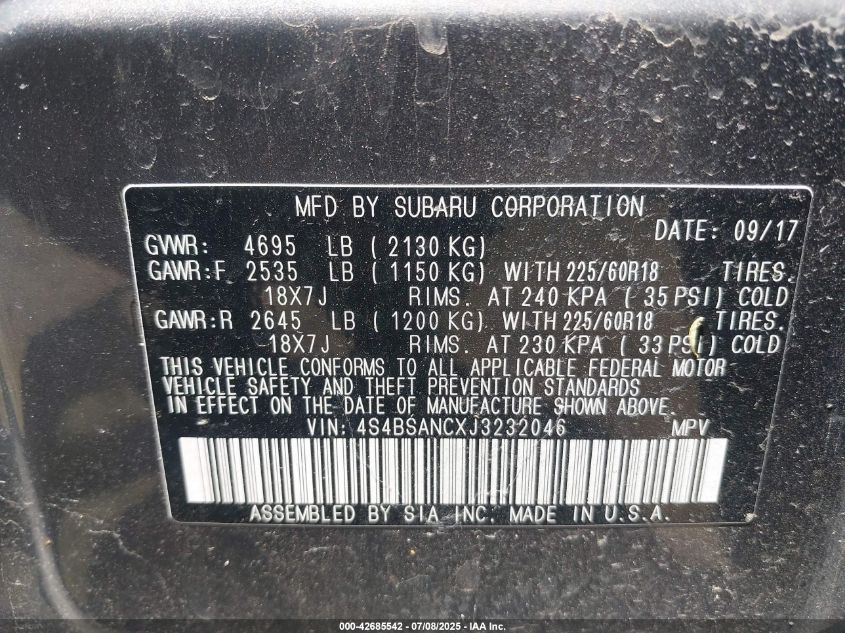 MFD BY SUBARU CORPORATION
DATE: 09/17
GVWR: 4695 LB ( 2130 KG)
GAWR:F 2535 LB ( 1150 KG) WITH 225/60R18 TIRES.
18X7J RIMS. AT 240 KPA ( 35 PSI) COLD
GAWR:R 2645 LB ( 1200 KG) WITH 225/60R18 TIRES.
18X7J RIMS. AT 230 KPA ( 33 PSI) COLD
THIS VEHICLE CONFORMS TO ALL APPLICABLE FEDERAL MOTOR
VEHICLE SAFETY AND THEFT PREVENTION STANDARDS
IN EFFECT ON THE DATE OF MANUFACTURE SHOWN ABOVE.
VIN: 4S4BSANCXJ3232046 MPV
ASSEMBLED BY SIA INC. MADE IN U.S.A.
000-42685542 - 07/08/2025 - IAA Inc.